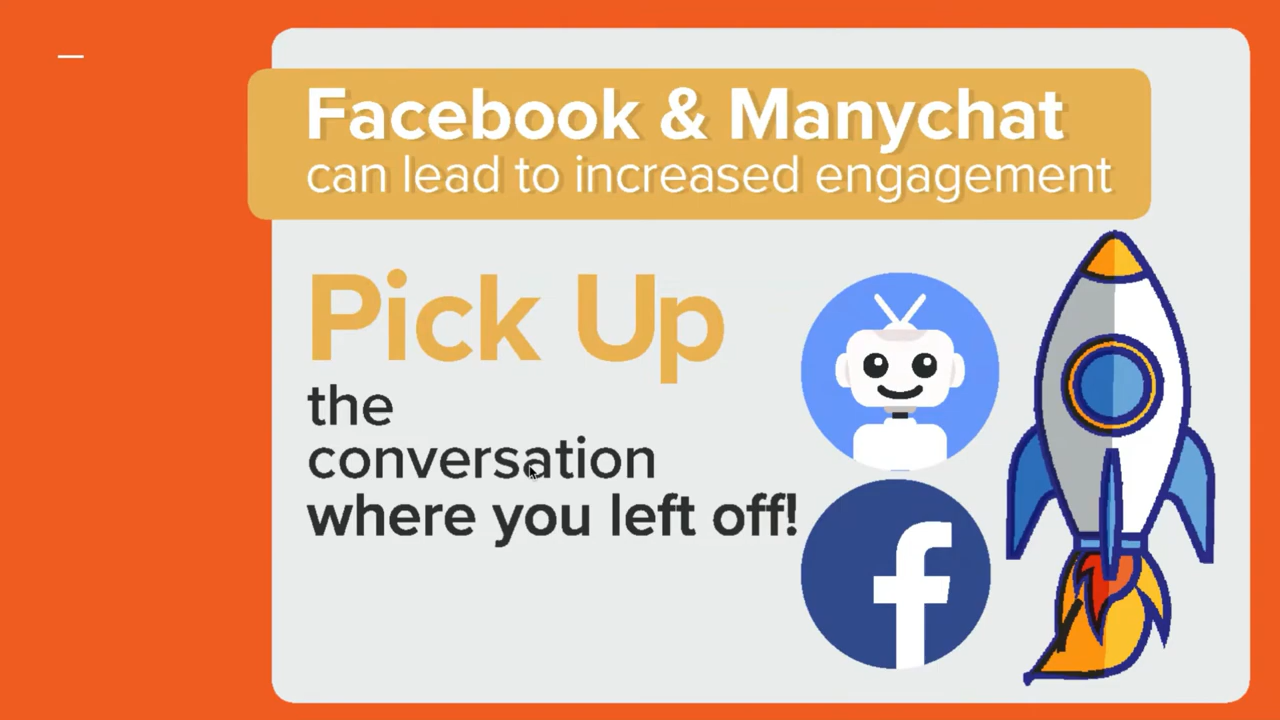 Facebook & Manychat
can lead to increased engagement
Pick Up
the
conversation
where you left off!